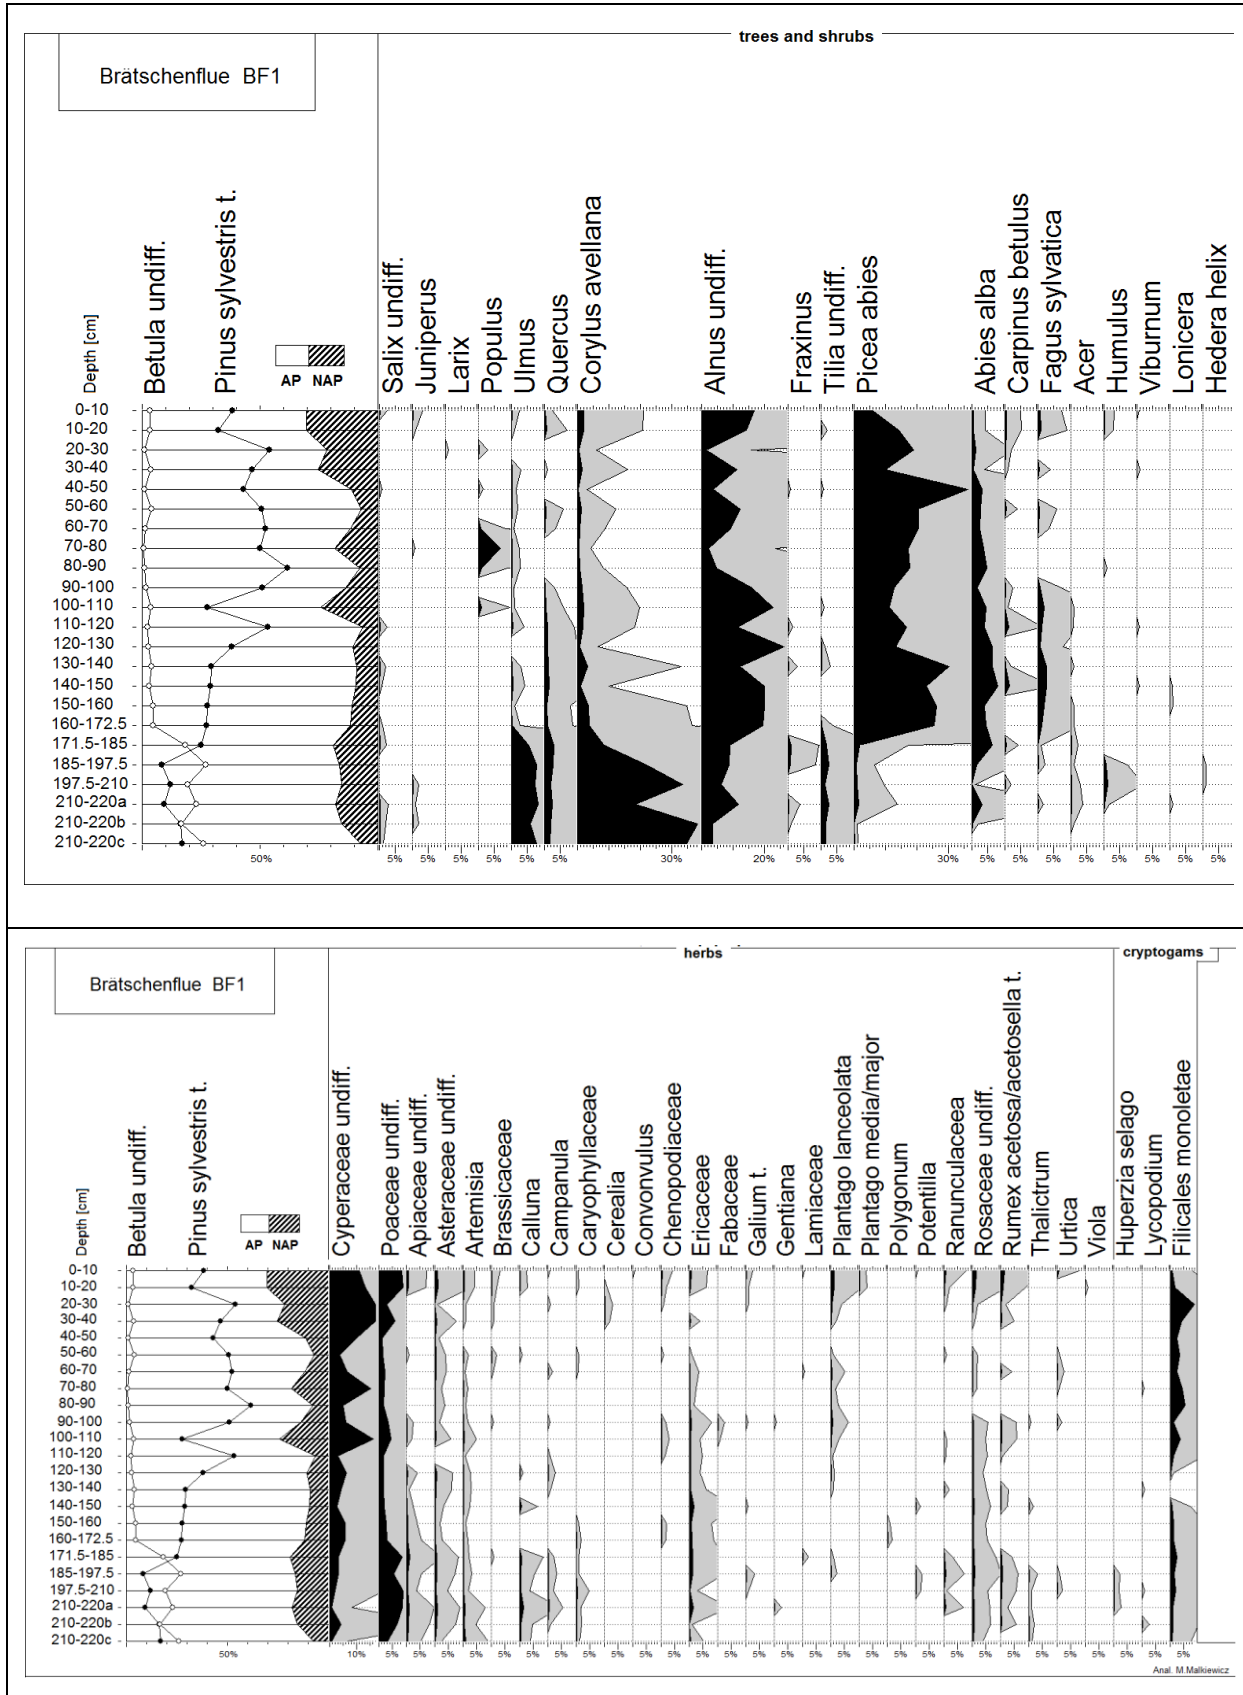 trees and shrubs
Brätschenflue BF1
Depth [cm]
Betula undiff.
Pinus sylvestris t.
AP NAP
Salix undiff.
Juniperus
Larix
Populus
Ulmus
Quercus
Corylus avellana
Alnus undiff.
Fraxinus
Tilia undiff.
Picea abies
Abies alba
Carpinus betulus
Fagus sylvatica
Acer
Humulus
Viburnum
Lonicera
Hedera helix
0-10
10-20
20-30
30-40
40-50
50-60
60-70
70-80
80-90
90-100
100-110
110-120
120-130
130-140
140-150
150-160
160-172.5
171.5-185
185-197.5
197.5-210
210-220a
210-220b
210-220c
50% 5% 5% 5% 5% 5% 5% 30% 20% 5% 5% 30% 5% 5% 5% 5% 5% 5% 5% 5%
herbs cryptogams
Brätschenflue BF1
Depth [cm]
Betula undiff.
Pinus sylvestris t.
AP NAP
Cyperaceae undiff.
Poaceae undiff.
Apiaceae undiff.
Asteraceae undiff.
Artemisia
Brassicaceae
Calluna
Campanula
Caryophyllaceae
Cerealia
Convonvulus
Chenopodiaceae
Ericaceae
Fabaceae
Galium t.
Gentiana
Lamiaceae
Plantago lanceolata
Plantago media/major
Polygonum
Potentilla
Ranunculaceea
Rosaceae undiff.
Rumex acetosa/acetosella t.
Thalictrum
Urtica
Viola
Huperzia selago
Lycopodium
Filicales monoletae
0-10
10-20
20-30
30-40
40-50
50-60
60-70
70-80
80-90
90-100
100-110
110-120
120-130
130-140
140-150
150-160
160-172.5
171.5-185
185-197.5
197.5-210
210-220a
210-220b
210-220c
50% 10% 5% 5% 5% 5% 5% 5% 5% 5% 5% 5% 5% 5% 5% 5% 5% 5% 5% 5% 5% 5% 5% 5% 5% 5% 5% 5% 5% 5% 5%
Anal. M.Malkiewicz